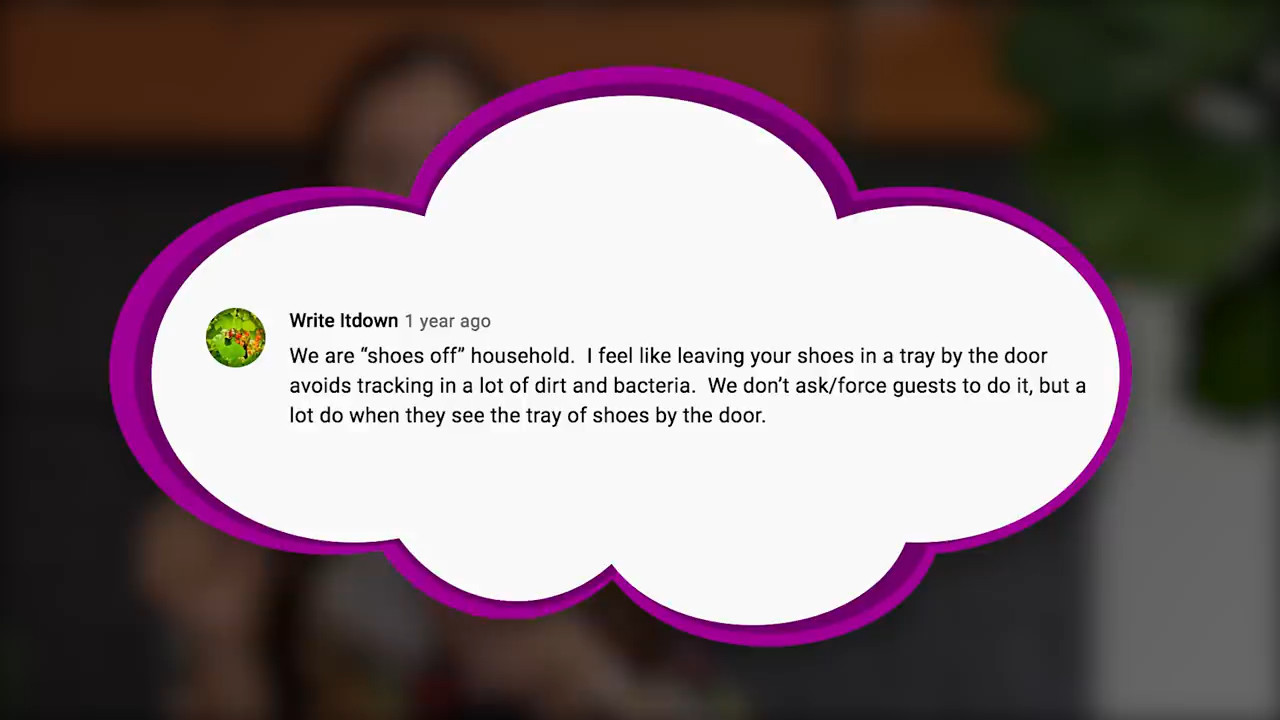 Write Itdown 1 year ago
We are “shoes off” household.  I feel like leaving your shoes in a tray by the door
avoids tracking in a lot of dirt and bacteria.  We don’t ask/force guests to do it, but a
lot do when they see the tray of shoes by the door.